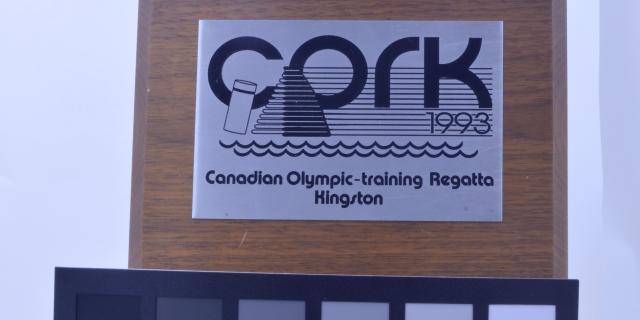 CORK
1993
Canadian Olympic-training Regatta
Kingston